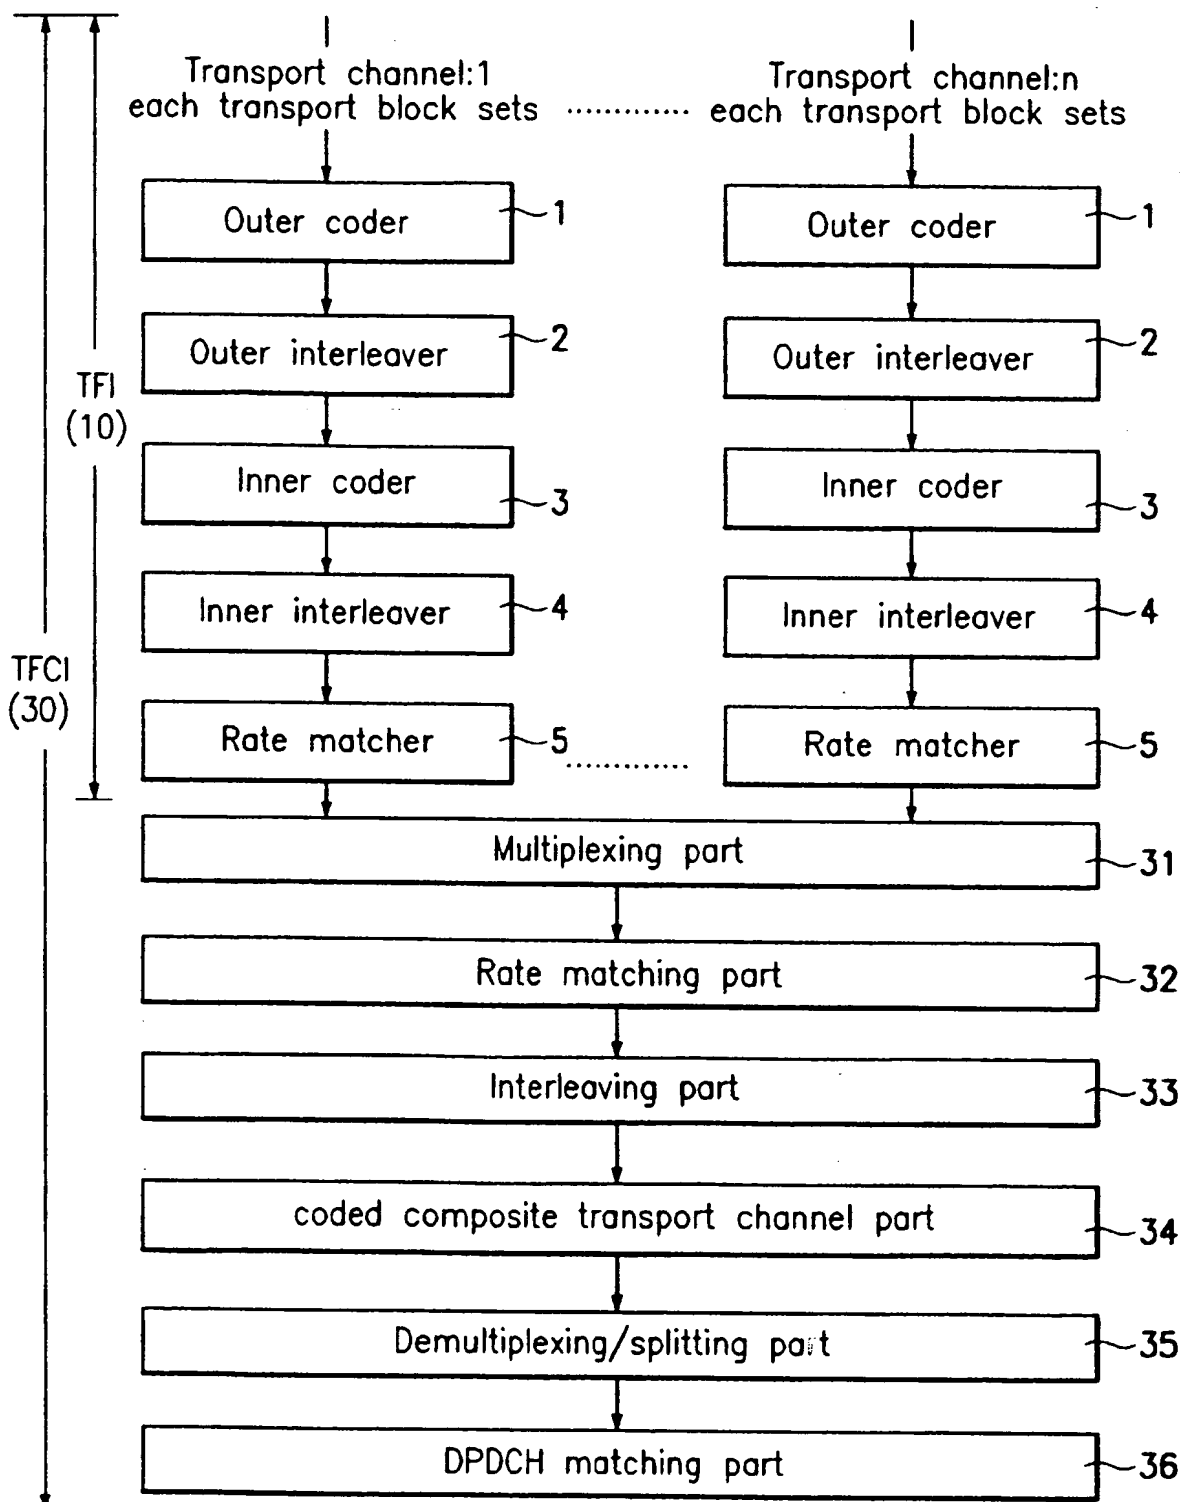 Transport channel:1
each transport block sets
............
Transport channel:n
each transport block sets
Outer coder
1
Outer coder
1
Outer interleaver
2
Outer interleaver
2
TFI
(10)
Inner coder
3
Inner coder
3
Inner interleaver
4
Inner interleaver
4
TFCI
(30)
Rate matcher
5
............
Rate matcher
5
Multiplexing part
31
Rate matching part
32
Interleaving part
33
coded composite transport channel part
34
Demultiplexing/splitting part
35
DPDCH matching part
36